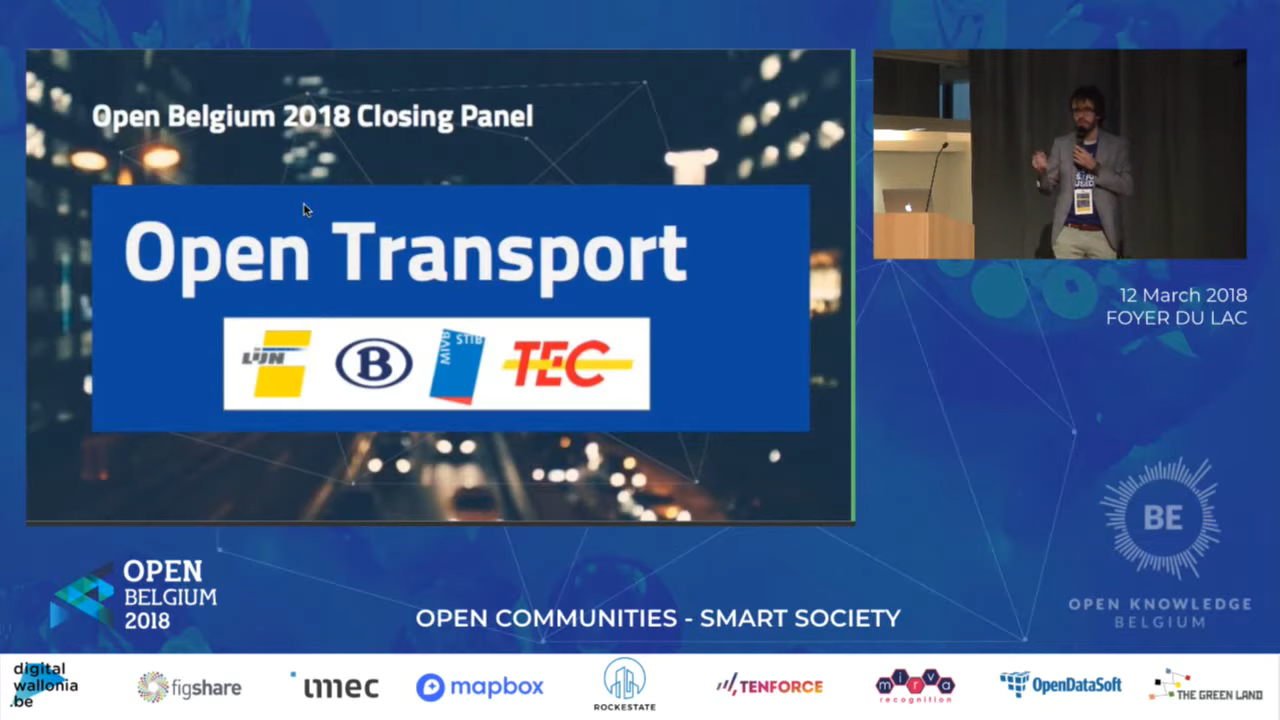 Open Belgium 2018 Closing Panel
Open Transport
LIJN
B
MIVB
STIB
TEC
12 March 2018
FOYER DU LAC
BE
OPEN KNOWLEDGE
BELGIUM
OPEN
BELGIUM
2018
OPEN COMMUNITIES - SMART SOCIETY
digital
wallonia
.be
figshare
imec
mapbox
ROCKESTATE
TENFORCE
mirva
recognition
OpenDataSoft
THE GREEN LAND